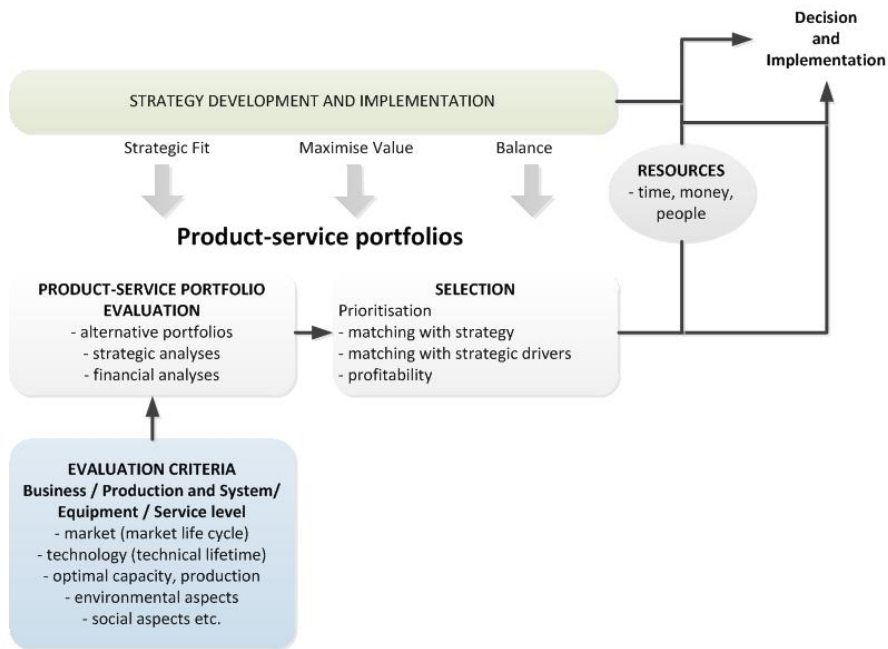 Decision
and
Implementation
STRATEGY DEVELOPMENT AND IMPLEMENTATION
Strategic Fit
Maximise Value
Balance
RESOURCES
- time, money,
people
Product-service portfolios
PRODUCT-SERVICE PORTFOLIO
EVALUATION
- alternative portfolios
- strategic analyses
- financial analyses
SELECTION
Prioritisation
- matching with strategy
- matching with strategic drivers
- profitability
EVALUATION CRITERIA
Business / Production and System/
Equipment / Service level
- market (market life cycle)
- technology (technical lifetime)
- optimal capacity, production
- environmental aspects
- social aspects etc.